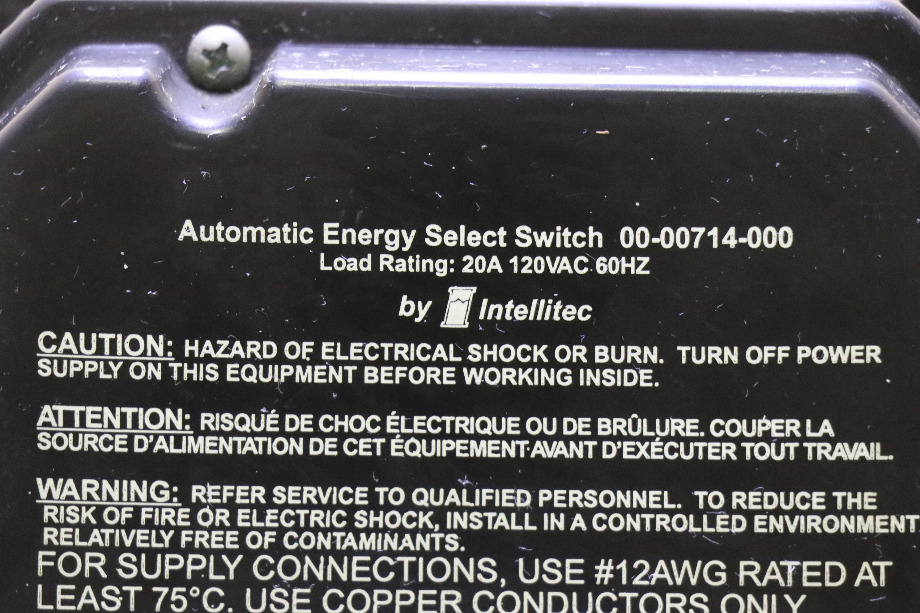 Automatic Energy Select Switch 00-00714-000
Load Rating: 20A 120VAC 60HZ
by Intellitec
CAUTION: HAZARD OF ELECTRICAL SHOCK OR BURN. TURN OFF POWER
SUPPLY ON THIS EQUIPMENT BEFORE WORKING INSIDE.
ATTENTION: RISQUÉ DE CHOC ÉLECTRIQUE OU DE BRÛLURE. COUPER LA
SOURCE D'ALIMENTATION DE CET ÉQUIPEMENT AVANT D'EXÉCUTER TOUT TRAVAIL.
WARNING: REFER SERVICE TO QUALIFIED PERSONNEL. TO REDUCE THE
RISK OF FIRE OR ELECTRIC SHOCK, INSTALL IN A CONTROLLED ENVIRONMENT
RELATIVELY FREE OF CONTAMINANTS.
FOR SUPPLY CONNECTIONS, USE #12AWG RATED AT
LEAST 75°C. USE COPPER CONDUCTORS ONLY